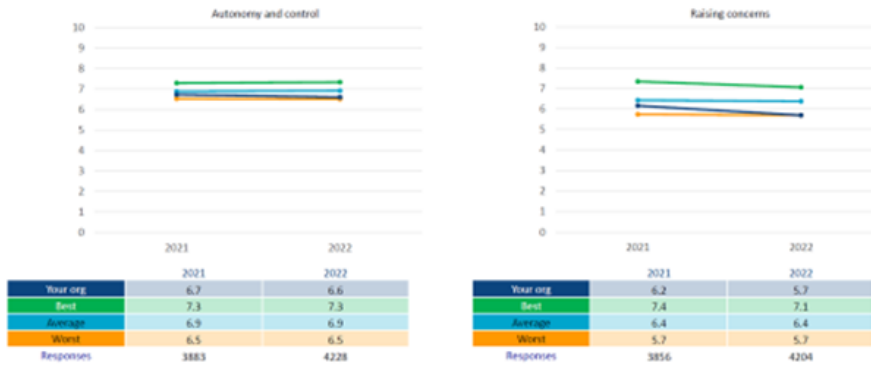 Autonomy and control
10
9
8
7
6
5
4
3
2
1
0
2021 2022
2021 2022
Your org 6.7 6.6
Best 7.3 7.3
Average 6.9 6.9
Worst 6.5 6.5
Responses 3883 4228
Raising concerns
10
9
8
7
6
5
4
3
2
1
0
2021 2022
2021 2022
Your org 6.2 5.7
Best 7.4 7.1
Average 6.4 6.4
Worst 5.7 5.7
Responses 3856 4204